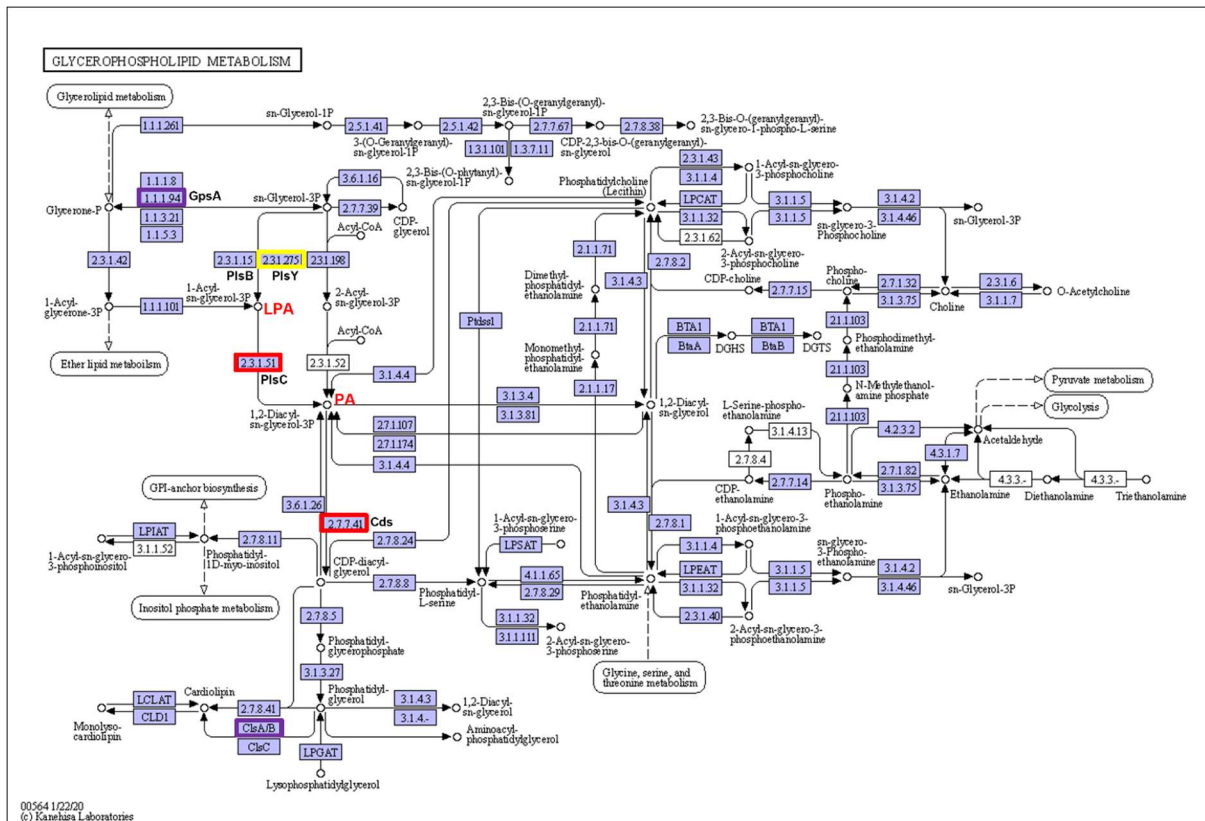 GLYCEROPHOSPHOLIPID METABOLISM
Glycerolipid metabolism
1.1.1.261
sn-Glycerol-1P
2.5.1.41
3-(O-Geranylgeranyl)-
sn-glycerol-1P
2.5.1.42
2,3-Bis-(O-geranylgeranyl)-
sn-glycerol-1P
2.7.7.67
CDP-2,3-bis-O-(geranylgeranyl)-
sn-glycerol
2.7.8.38
2,3-Bis-O-(geranylgeranyl)-
sn-glycero-1-phospho-L-serine
1.3.1.101
1.3.7.11
2,3-Bis-(O-phytanyl)-
sn-glycerol-1P
1.1.1.8
1.1.1.94
GpsA
1.1.3.21
1.1.5.3
Glycerone-P
sn-Glycerol-3P
3.6.1.16
2.7.7.39
CDP-
glycerol
Acyl-CoA
2.3.1.42
2.3.1.15
2.3.1.275
2.3.1.198
PlsB
PlsY
1-Acyl-
glycerone-3P
1.1.1.101
1-Acyl-
sn-glycerol-3P
LPA
2-Acyl-
sn-glycerol-3P
Acyl-CoA
Ether lipid metaboilsm
2.3.1.51
PlsC
2.3.1.52
3.1.4.4
PA
1,2-Diacyl-
sn-glycerol-3P
3.1.3.4
3.1.3.81
1,2-Diacyl-
sn-glycerol
2.7.1.107
2.7.1.174
3.1.4.4
Phosphatidylcholine
(Lecithin)
2.3.1.43
3.1.1.4
LPCAT
3.1.1.32
2.3.1.62
1-Acyl-sn-glycero-
3-phosphocholine
2-Acyl-sn-glycero-
3-phosphocholine
3.1.1.5
3.1.1.5
sn-glycero-3-
Phosphocholine
3.1.4.2
3.1.4.46
sn-Glycerol-3P
2.1.1.71
Dimethyl-
phosphatidyl-
ethanolamine
3.1.4.3
2.7.8.2
CDP-choline
2.7.7.15
Phospho-
choline
2.7.1.32
3.1.3.75
Choline
2.3.1.6
3.1.1.7
O-Acetylcholine
Ptdss1
2.1.1.71
Monomethyl-
phosphatidyl-
ethanolamine
2.1.1.17
BTA1
BtaA
DGHS
BTA1
BtaB
DGTS
2.1.1.103
Phosphodimethyl-
ethanolamine
2.1.1.103
N-Methylethanol-
amine phosphate
2.1.1.103
Pyruvate metabolism
Glycolysis
Acetaldehyde
L-Serine-phospho-
ethanolamine
3.1.4.13
2.7.8.4
CDP-
ethanolamine
2.7.7.14
Phospho-
ethanolamine
4.2.3.2
4.3.1.7
2.7.1.82
3.1.3.75
Ethanolamine
4.3.3.-
Diethanolamine
4.3.3.-
Triethanolamine
GPI-anchor biosynthesis
3.6.1.26
2.7.7.41
Cds
2.7.8.24
3.1.4.3
2.7.8.1
LPIAT
3.1.1.52
1-Acyl-sn-glycero-
3-phosphoinositol
Phosphatidyl-
1D-myo-inositol
2.7.8.11
CDP-diacyl-
glycerol
Inositol phosphate metabolism
2.7.8.8
Phosphatidyl-
L-serine
1-Acyl-sn-glycero-
3-phosphoserine
LPSAT
4.1.1.65
2.7.8.29
Phosphatidyl-
ethanolamine
3.1.1.32
3.1.1.111
2-Acyl-sn-glycero-
3-phosphoserine
1-Acyl-sn-glycero-
3-phosphoethanolamine
3.1.1.4
LPEAT
3.1.1.32
2.3.1.40
2-Acyl-sn-glycero-3-
phosphoethanolamine
3.1.1.5
3.1.1.5
sn-glycero-
3-Phospho-
ethanolamine
3.1.4.2
3.1.4.46
sn-Glycerol-3P
Glycine, serine, and
threonine metabolism
2.7.8.5
Phosphatidyl-
glycerophosphate
3.1.3.27
Phosphatidyl-
glycerol
Cardiolipin
LCLAT
CLD1
Monolyso-
cardiolipin
2.7.8.41
ClsA/B
ClsC
3.1.4.3
3.1.4.-
1,2-Diacyl-
sn-glycerol
Aminoacyl-
phosphatidylglycerol
LPGAT
Lysophosphatidylglycerol
00564 1/22/20
(c) Kanehisa Laboratories